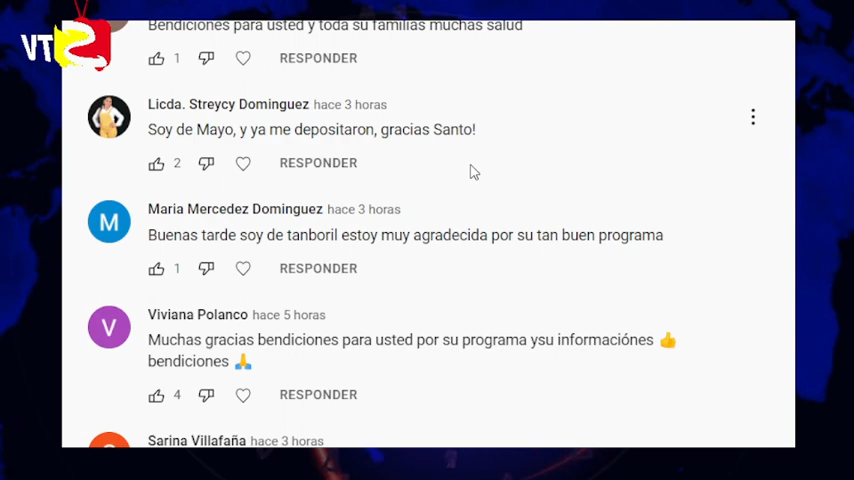 VTS
Bendiciones para usted y toda su familias muchas salud
1 RESPONDER
Licda. Streycy Dominguez hace 3 horas
Soy de Mayo, y ya me depositaron, gracias Santo!
2 RESPONDER
M
Maria Mercedez Dominguez hace 3 horas
Buenas tarde soy de tanboril estoy muy agradecida por su tan buen programa
1 RESPONDER
V
Viviana Polanco hace 5 horas
Muchas gracias bendiciones para usted por su programa ysu informaciónes 👍
bendiciones 🙏
4 RESPONDER
Sarina Villafaña hace 3 horas